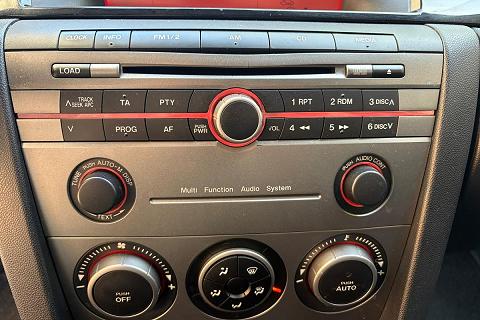 CLOCK INFO FM1/2 AM CD MEDIA
LOAD
∧ TRACK SEEK APC TA PTY 1 RPT 2 RDM 3 DISC∧
∨ PROG AF PUSH PWR VOL 4 ◀◀ 5 ▶▶ 6 DISC∨
TUNE PUSH AUTO-M DISP TEXT
PUSH AUDIO CONT
Multi Function Audio System
PUSH OFF
PUSH AUTO